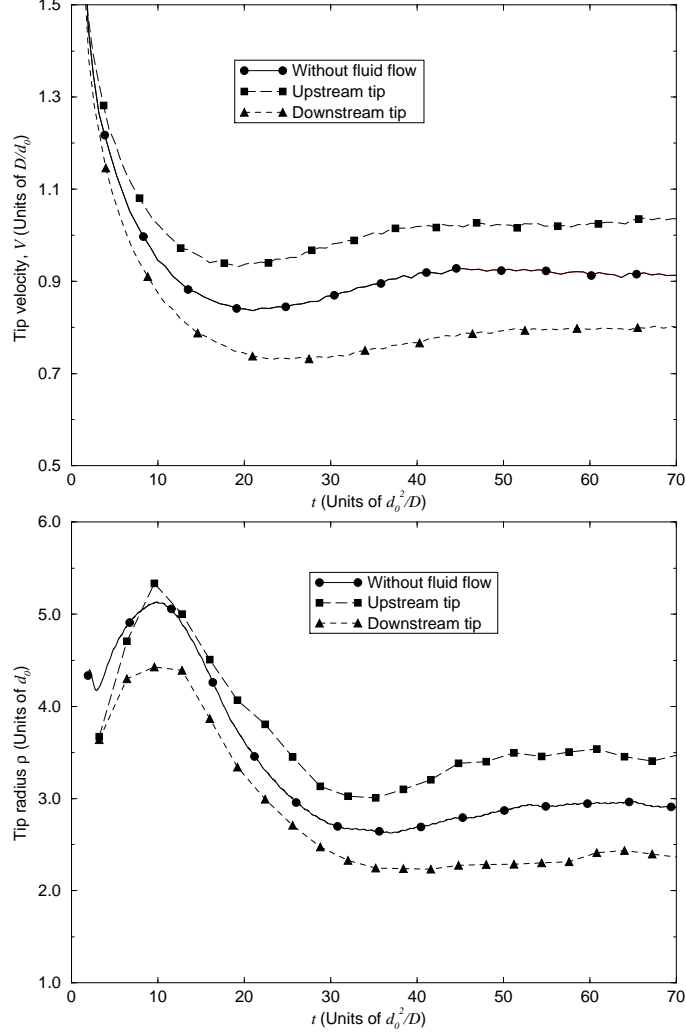 1.5
1.3
1.1
0.9
0.7
0.5
Tip velocity, V (Units of D/d₀)
Without fluid flow
Upstream tip
Downstream tip
0 10 20 30 40 50 60 70
t (Units of d₀²/D)
6.0
5.0
4.0
3.0
2.0
1.0
Tip radius ρ (Units of d₀)
Without fluid flow
Upstream tip
Downstream tip
0 10 20 30 40 50 60 70
t (Units of d₀²/D)